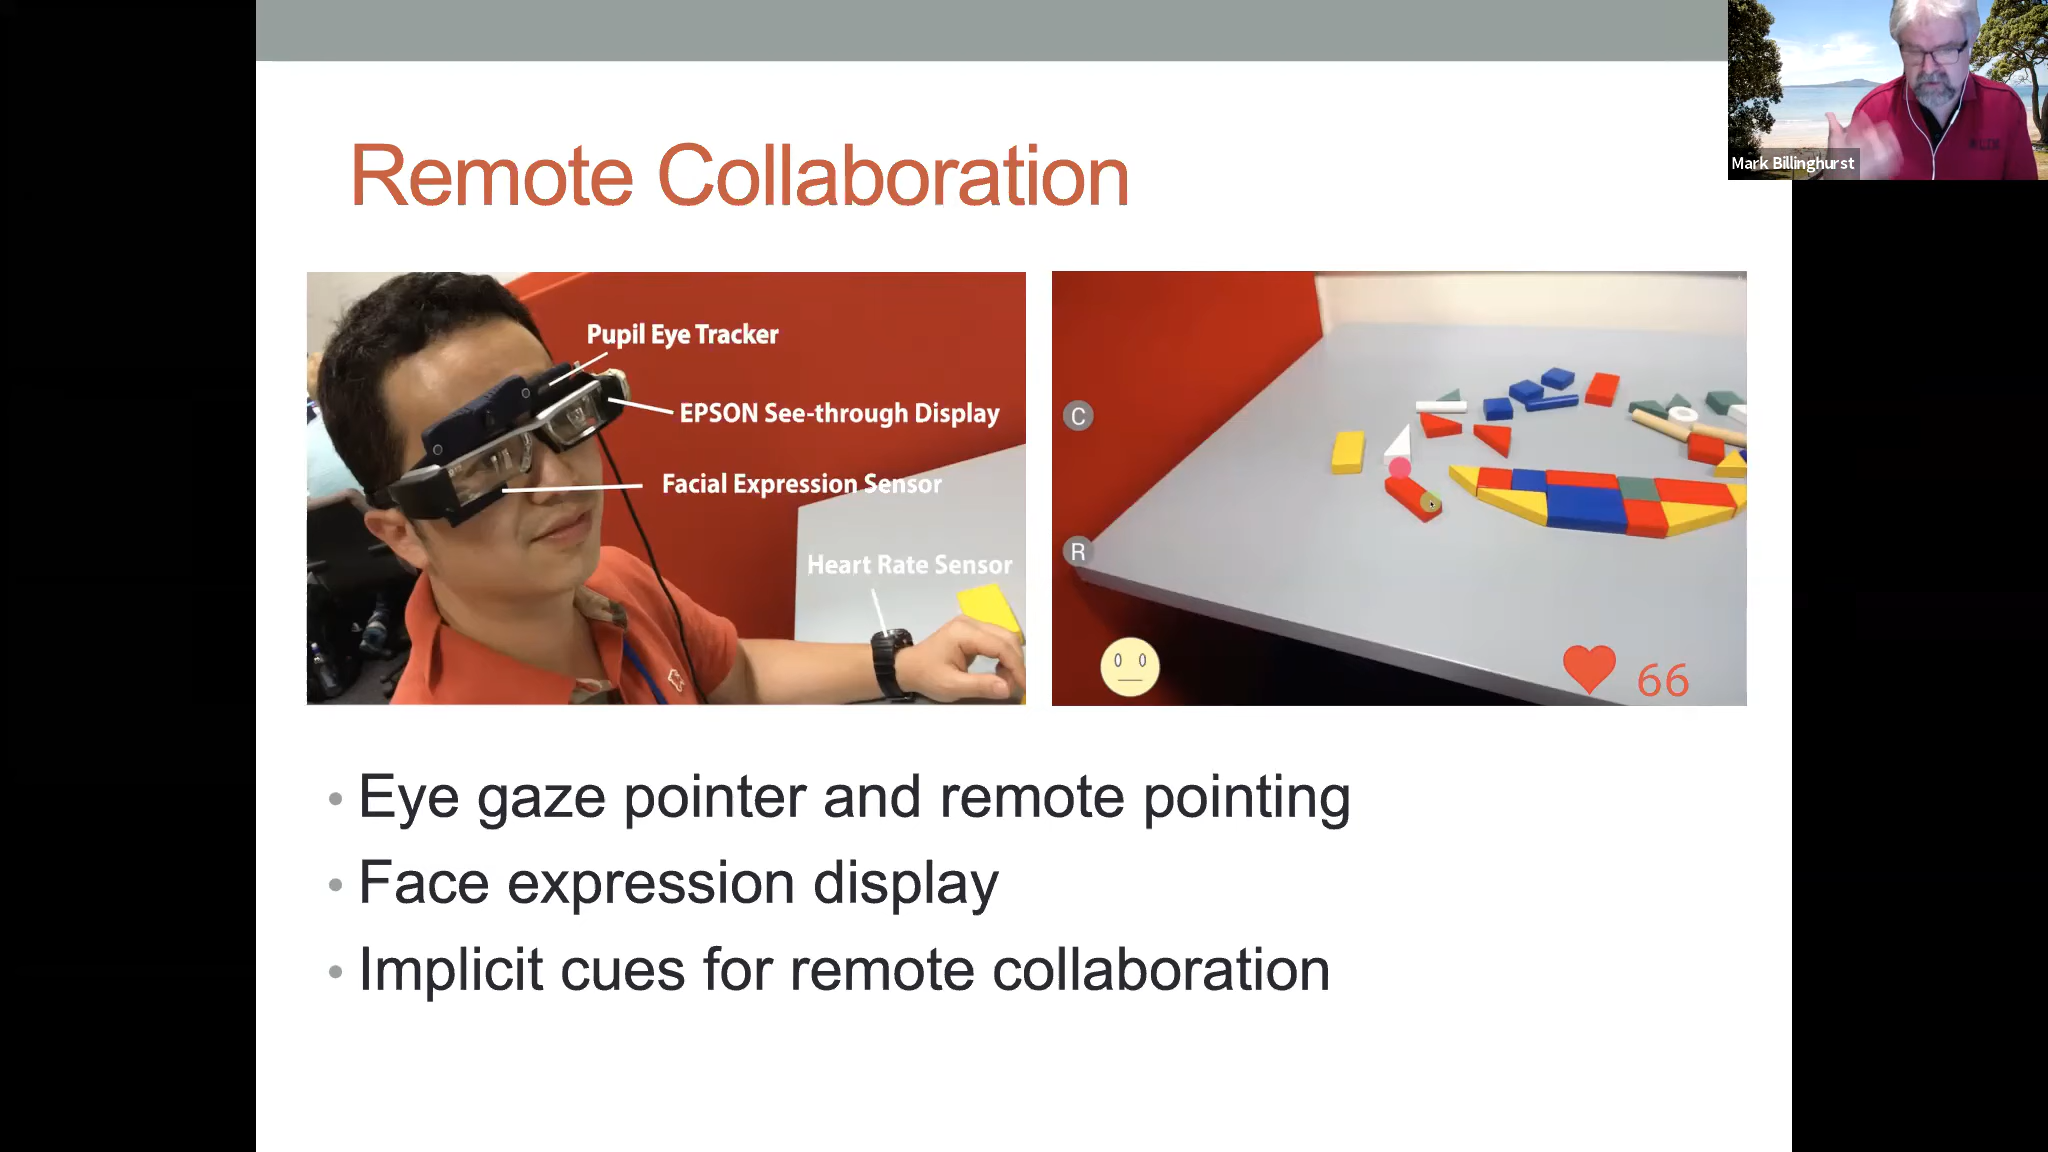 Remote Collaboration
Mark Billinghurst
Pupil Eye Tracker
EPSON See-through Display
Facial Expression Sensor
Heart Rate Sensor
C
R
66
• Eye gaze pointer and remote pointing
• Face expression display
• Implicit cues for remote collaboration